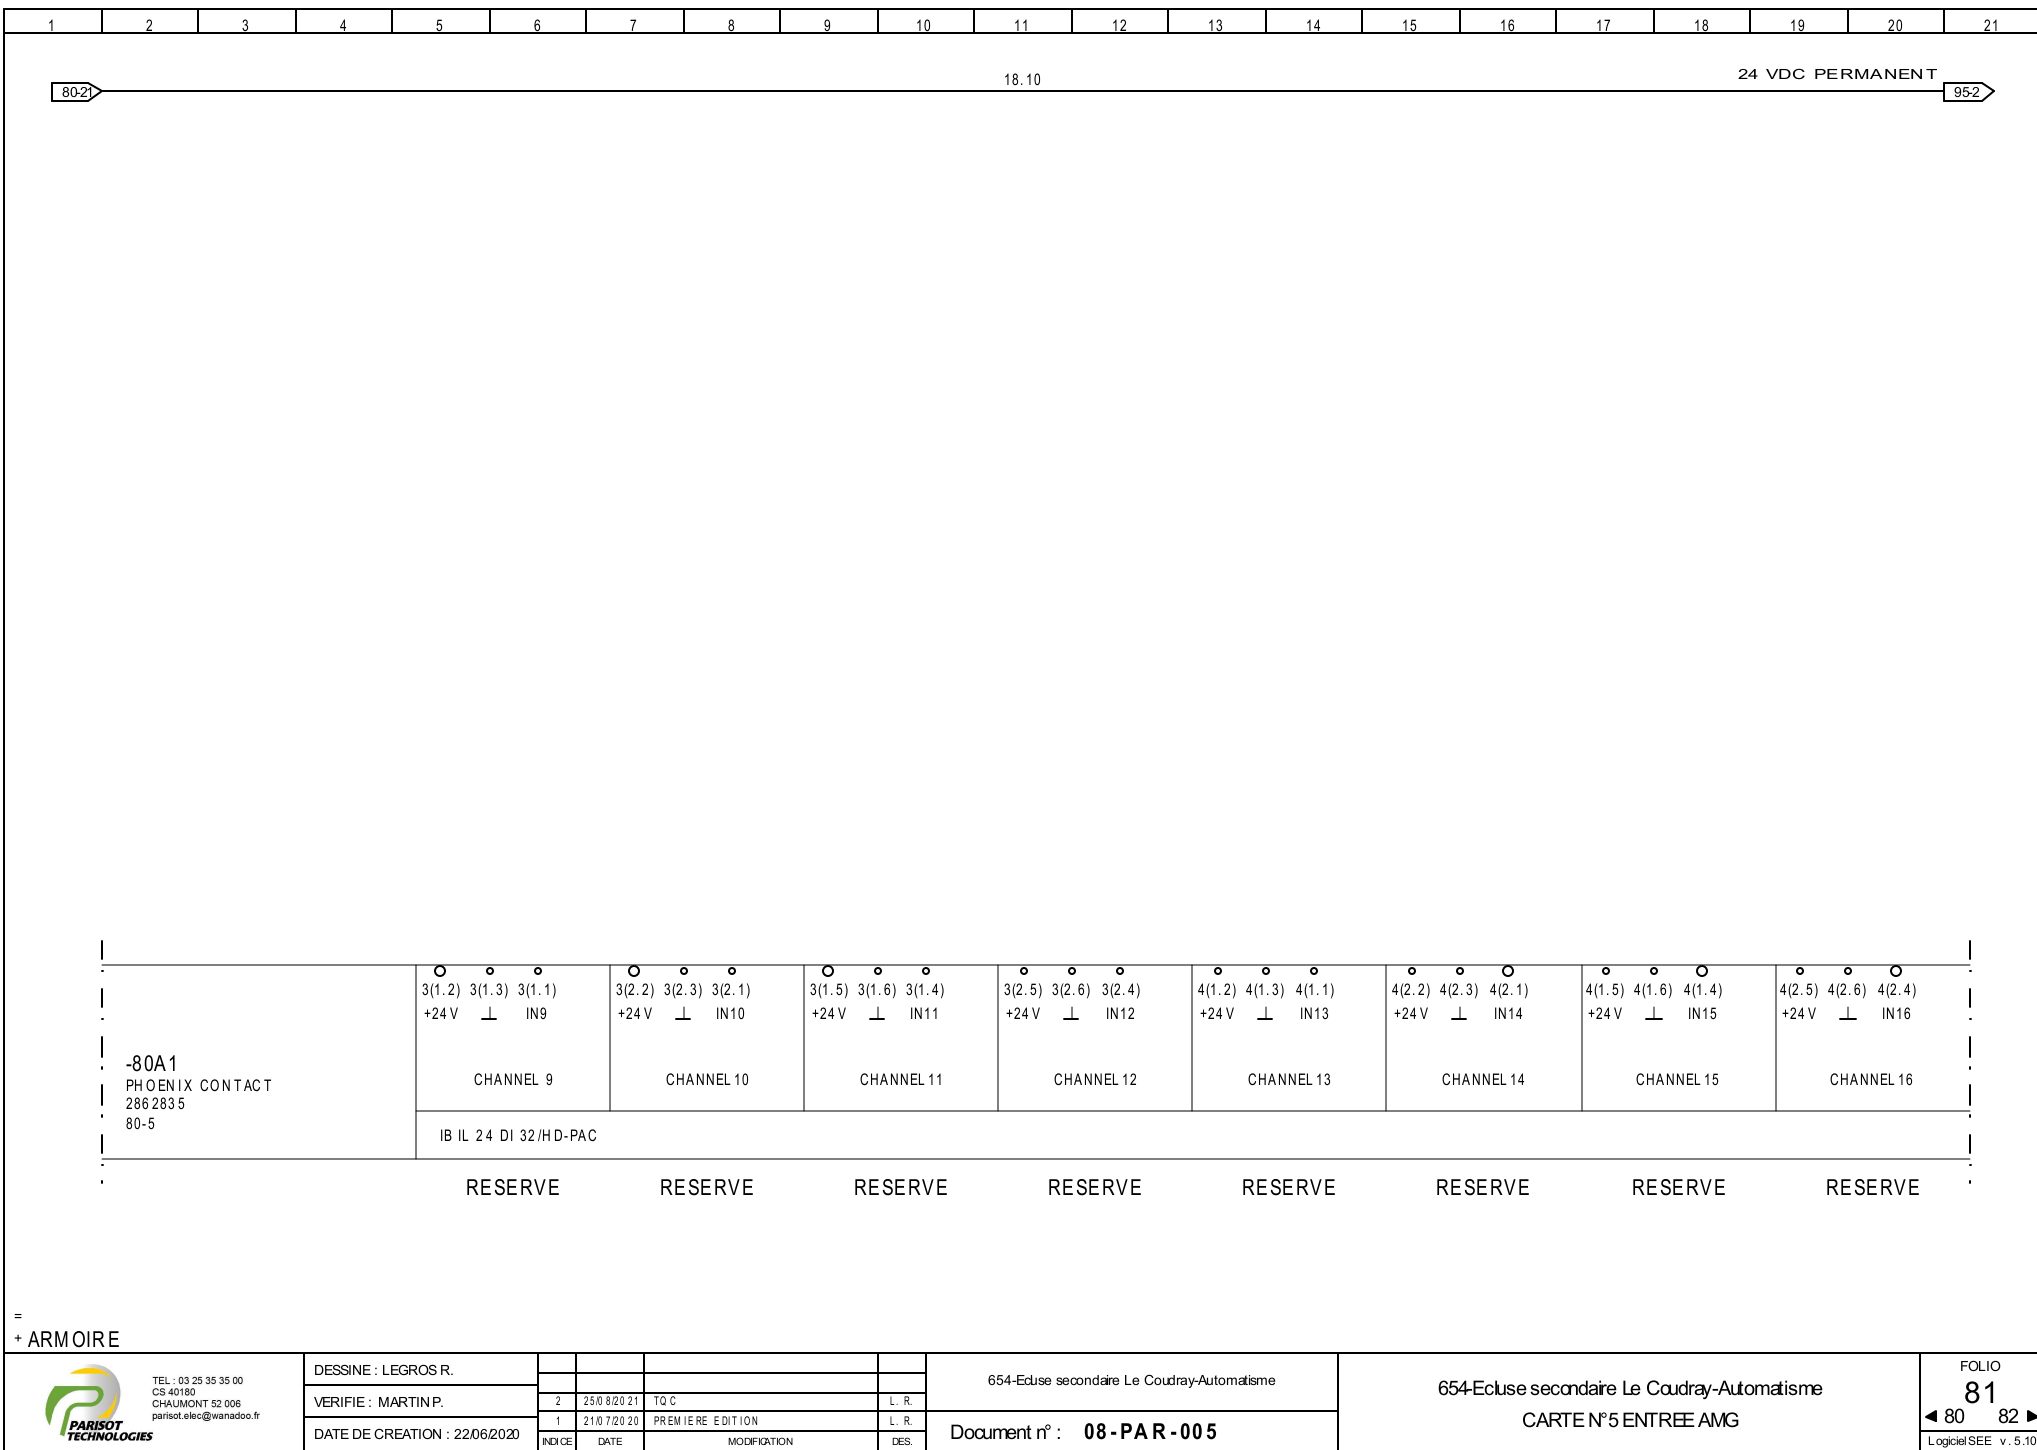 1 2 3 4 5 6 7 8 9 10 11 12 13 14 15 16 17 18 19 20 21
80-21 18.10 24 VDC PERMANENT 95-2
3(1.2) 3(1.3) 3(1.1) 3(2.2) 3(2.3) 3(2.1) 3(1.5) 3(1.6) 3(1.4) 3(2.5) 3(2.6) 3(2.4) 4(1.2) 4(1.3) 4(1.1) 4(2.2) 4(2.3) 4(2.1) 4(1.5) 4(1.6) 4(1.4) 4(2.5) 4(2.6) 4(2.4)
+24V ⊥ IN9 +24V ⊥ IN10 +24V ⊥ IN11 +24V ⊥ IN12 +24V ⊥ IN13 +24V ⊥ IN14 +24V ⊥ IN15 +24V ⊥ IN16
-80A1
PHOENIX CONTACT
2862835
80-5
CHANNEL 9 CHANNEL 10 CHANNEL 11 CHANNEL 12 CHANNEL 13 CHANNEL 14 CHANNEL 15 CHANNEL 16
IB IL 24 DI 32/HD-PAC
RESERVE RESERVE RESERVE RESERVE RESERVE RESERVE RESERVE RESERVE
=
+ ARMOIRE
PARISOT
TECHNOLOGIES
TEL : 03 25 35 35 00
CS 40180
CHAUMONT 52 006
parisot.elec@wanadoo.fr
DESSINE : LEGROS R.
VERIFIE : MARTIN P.
DATE DE CREATION : 22/06/2020
2 25/08/2021 TQC L. R.
1 21/07/2020 PREMIERE EDITION L. R.
INDICE DATE MODIFICATION DES.
654-Ecluse secondaire Le Coudray-Automatisme
Document n° : 08-PAR-005
654-Ecluse secondaire Le Coudray-Automatisme
CARTE N°5 ENTREE AMG
FOLIO
81
◄ 80 82 ►
Logiciel SEE v. 5.10